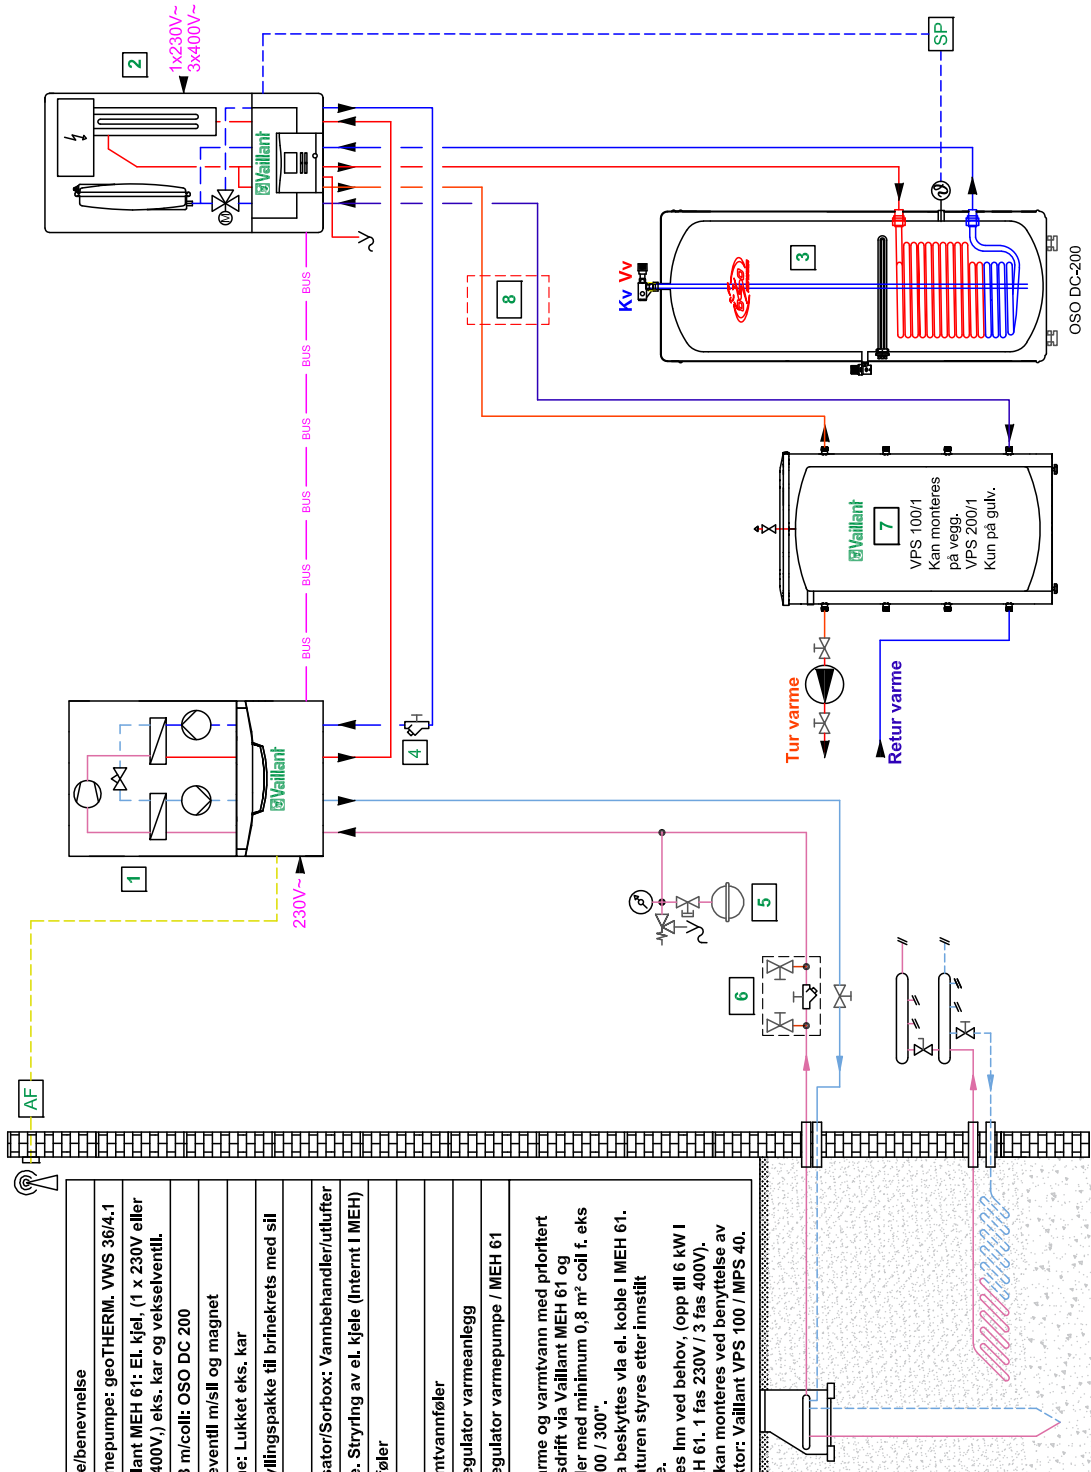 1x230V~
3x400V~
2
SP
Vaillant
BUS
BUS
BUS
BUS
BUS
BUS
8
Kv Vv
3
OSO DC-200
Vaillant
7
VPS 100/1
Kan monteres
på vegg.
VPS 200/1
Kun på gulv.
Tur varme
Retur varme
4
Vaillant
1
230V~
5
6
AF
M
e/benevnelse
mepumpe: geoTHERM. VWS 36/4.1
lant MEH 61: El. kjel, (1 x 230V eller
400V,) eks. kar og vekselventil.
3 m/coili: OSO DC 200
eventil m/sil og magnet
ne: Lukket eks. kar
yllingspakke til brinekrets med sil
sator/Sorbox: Vannbehandler/utlufter
e. Stryring av el. kjele (Internt I MEH)
føler
mtvannføler
egulator varmeanlegg
egulator varmepumpe / MEH 61
rme og varmtvann med priortert
sdrift via Vaillant MEH 61 og
der med minimum 0,8 m² coil f. eks
00 / 300".
a beskyttes via el. koble I MEH 61.
aturen styres etter innstilt
e.
es Inn ved behov, (opp til 6 kW I
H 61. 1 fas 230V / 3 fas 400V).
kan monteres ved benyttelse av
ktor: Vaillant VPS 100 / MPS 40.